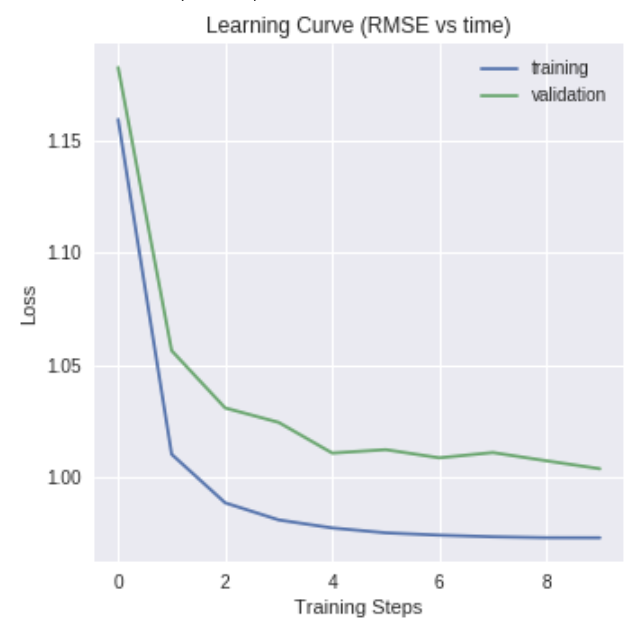 Learning Curve (RMSE vs time)
training
validation
1.15
1.10
1.05
1.00
Loss
0 2 4 6 8
Training Steps